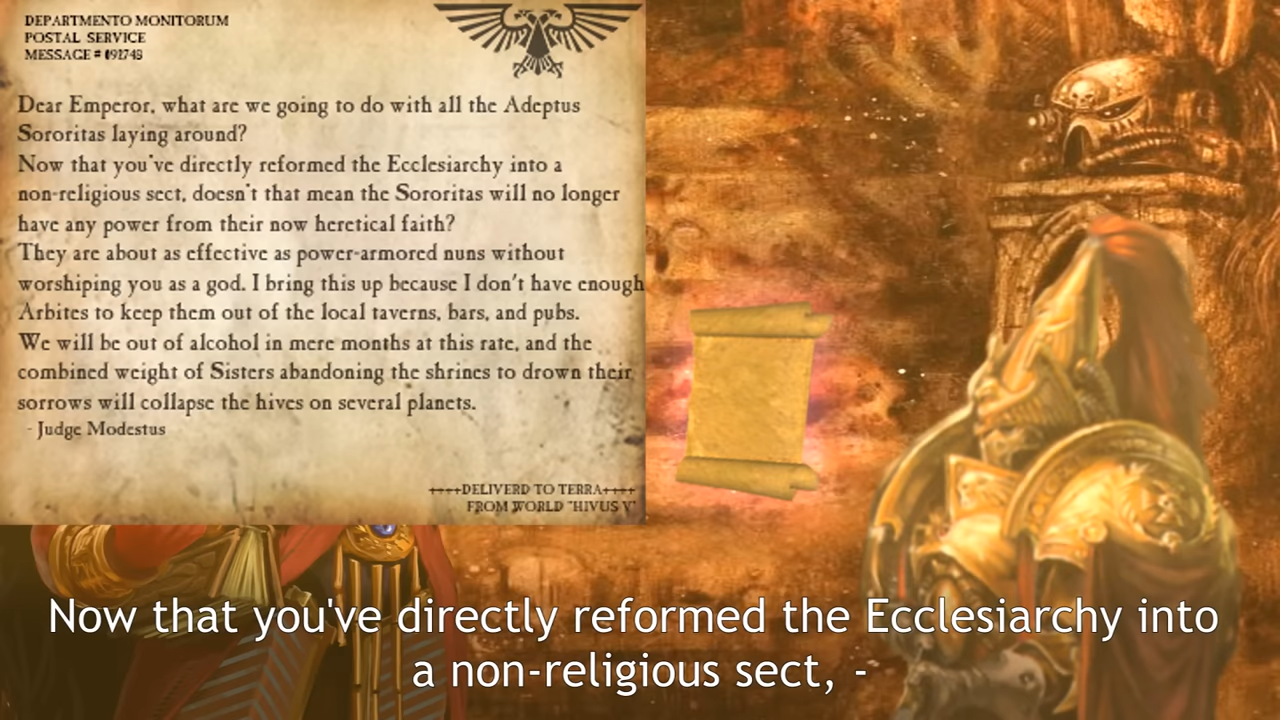 DEPARTMENTO MONITORUM
POSTAL SERVICE
MESSAGE # 092748
Dear Emperor, what are we going to do with all the Adeptus
Sororitas laying around?
Now that you've directly reformed the Ecclesiarchy into a
non-religious sect, doesn't that mean the Sororitas will no longer
have any power from their now heretical faith?
They are about as effective as power-armored nuns without
worshiping you as a god. I bring this up because I don't have enough
Arbites to keep them out of the local taverns, bars, and pubs.
We will be out of alcohol in mere months at this rate, and the
combined weight of Sisters abandoning the shrines to drown their
sorrows will collapse the hives on several planets.
- Judge Modestus
++++DELIVERD TO TERRA++++
FROM WORLD "HIVUS V"
Now that you've directly reformed the Ecclesiarchy into
a non-religious sect, -